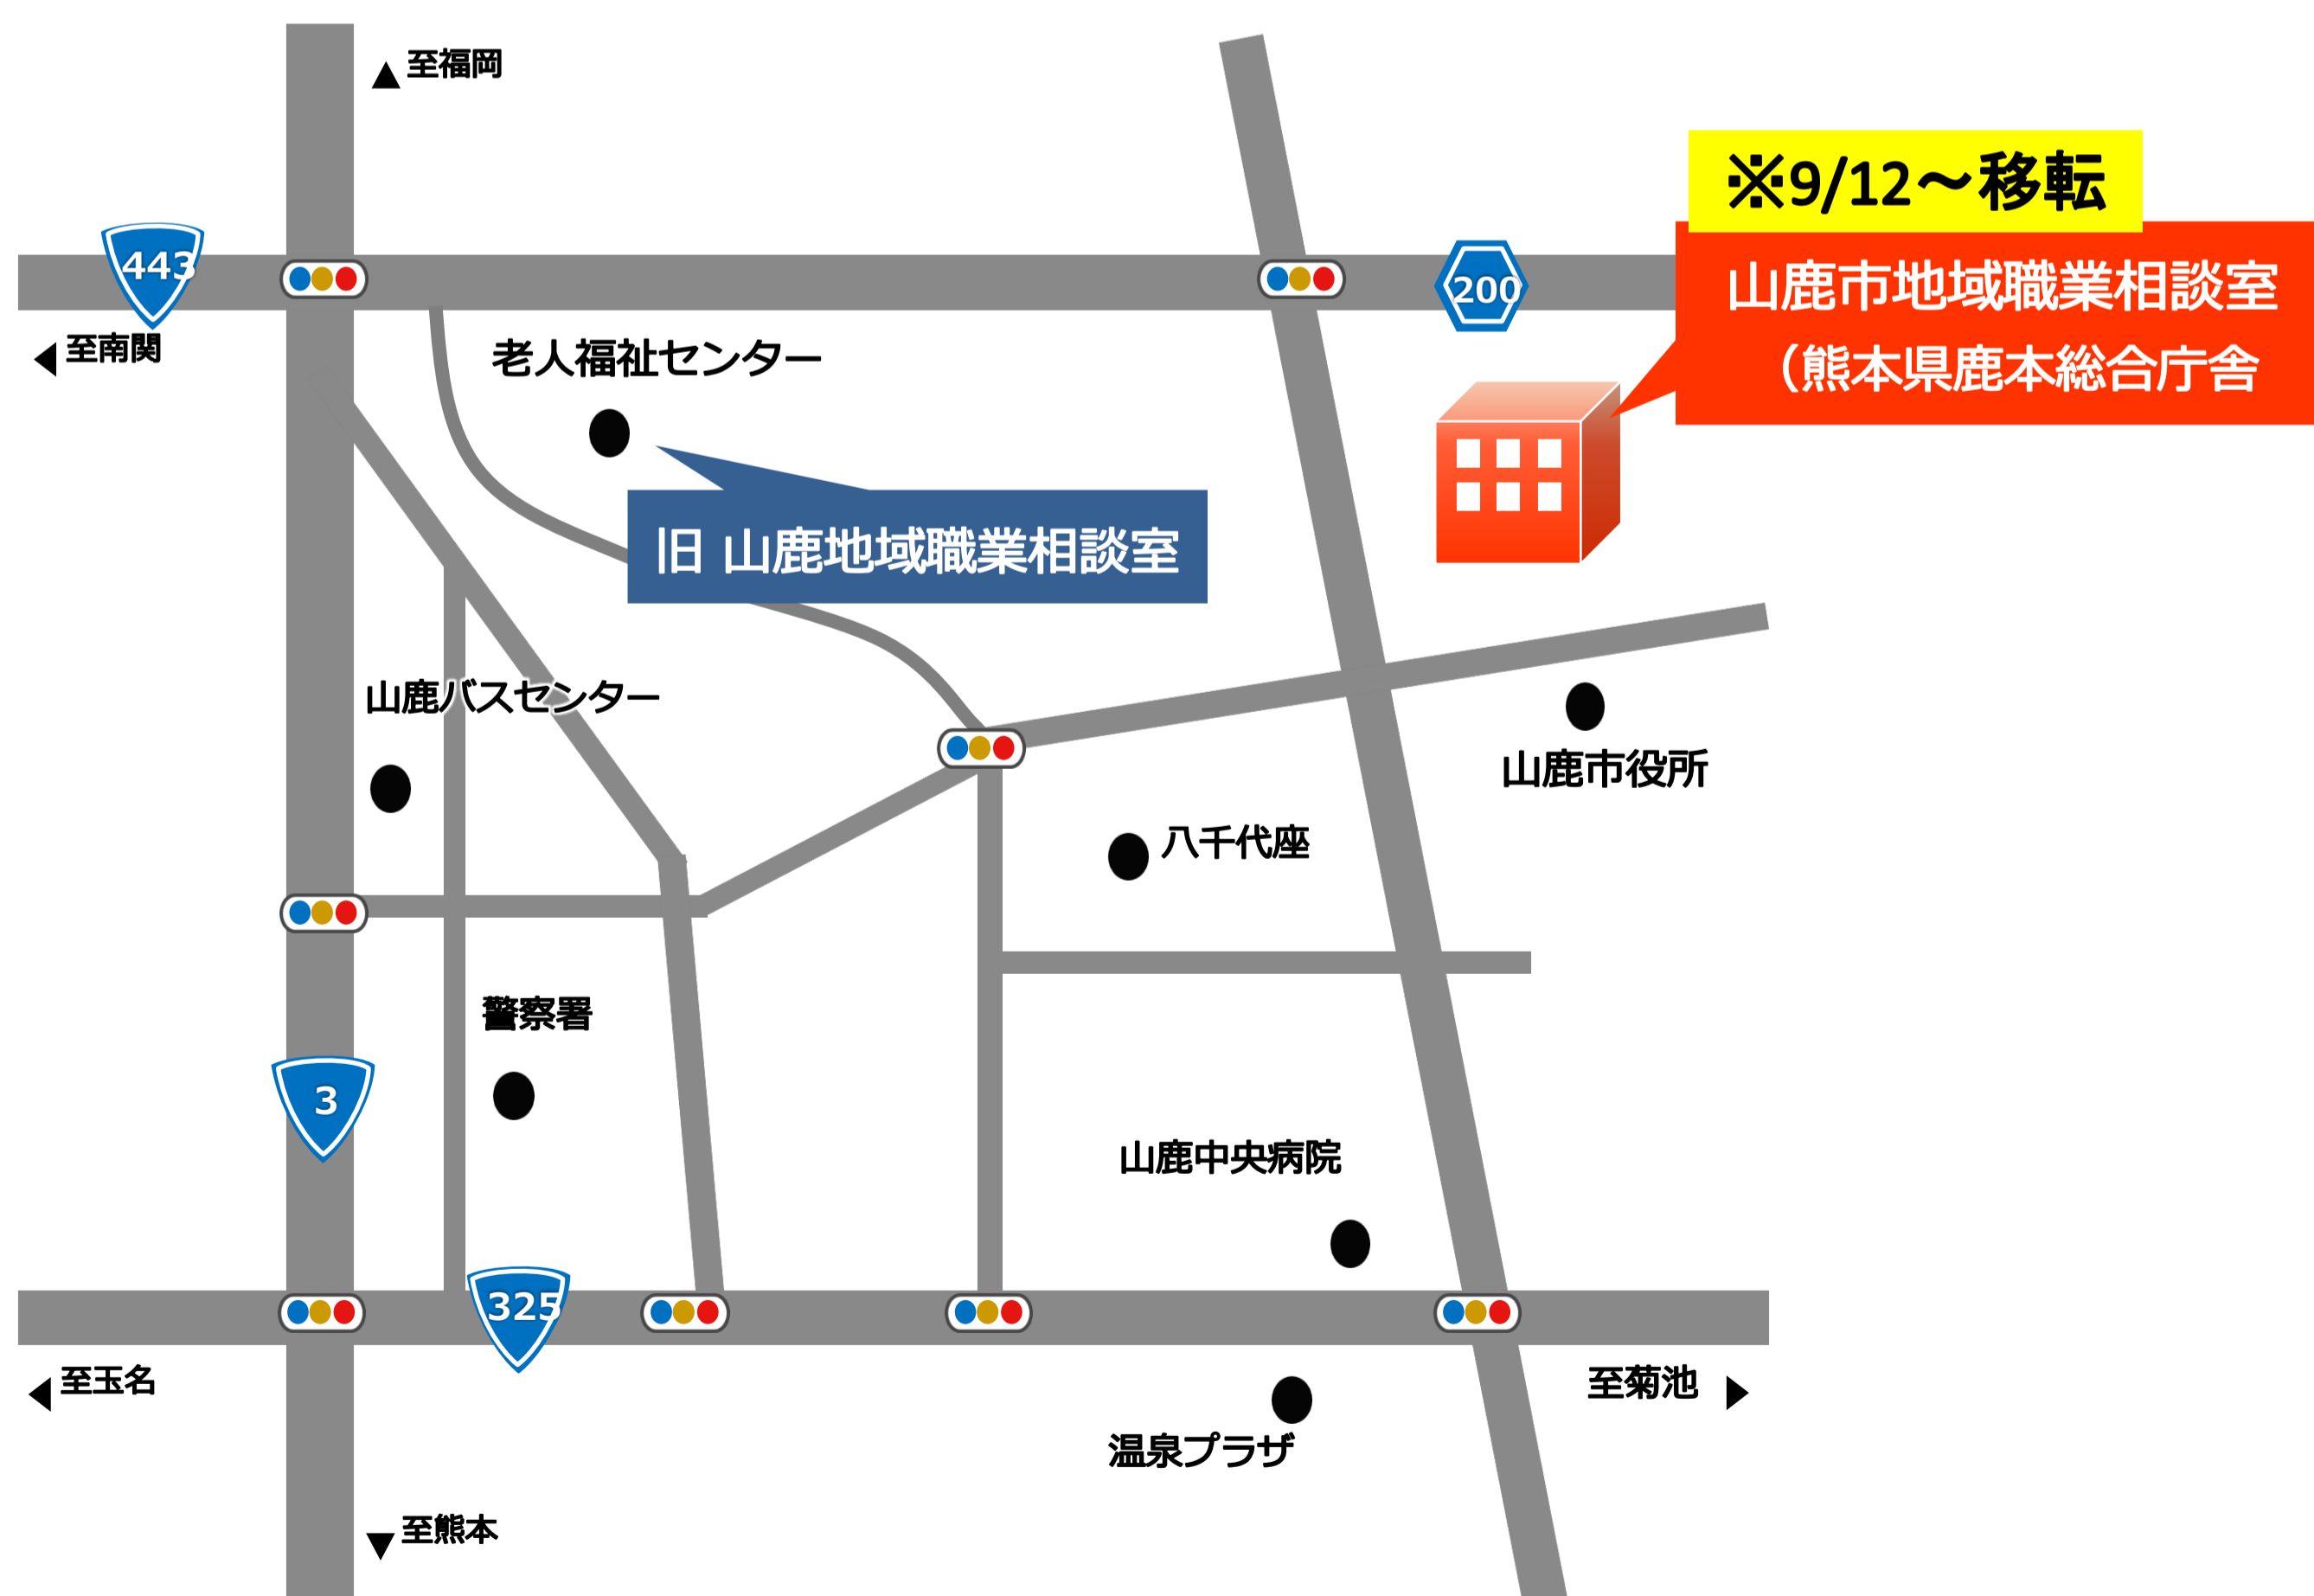 至福岡
※9/12～移転
443
200
山鹿市地域職業相談室
(熊本県鹿本総合庁舎
至南関
老人福祉センター
旧 山鹿地域職業相談室
山鹿バスセンター
山鹿市役所
八千代座
警察署
3
山鹿中央病院
325
至玉名
至菊池
温泉プラザ
至熊本